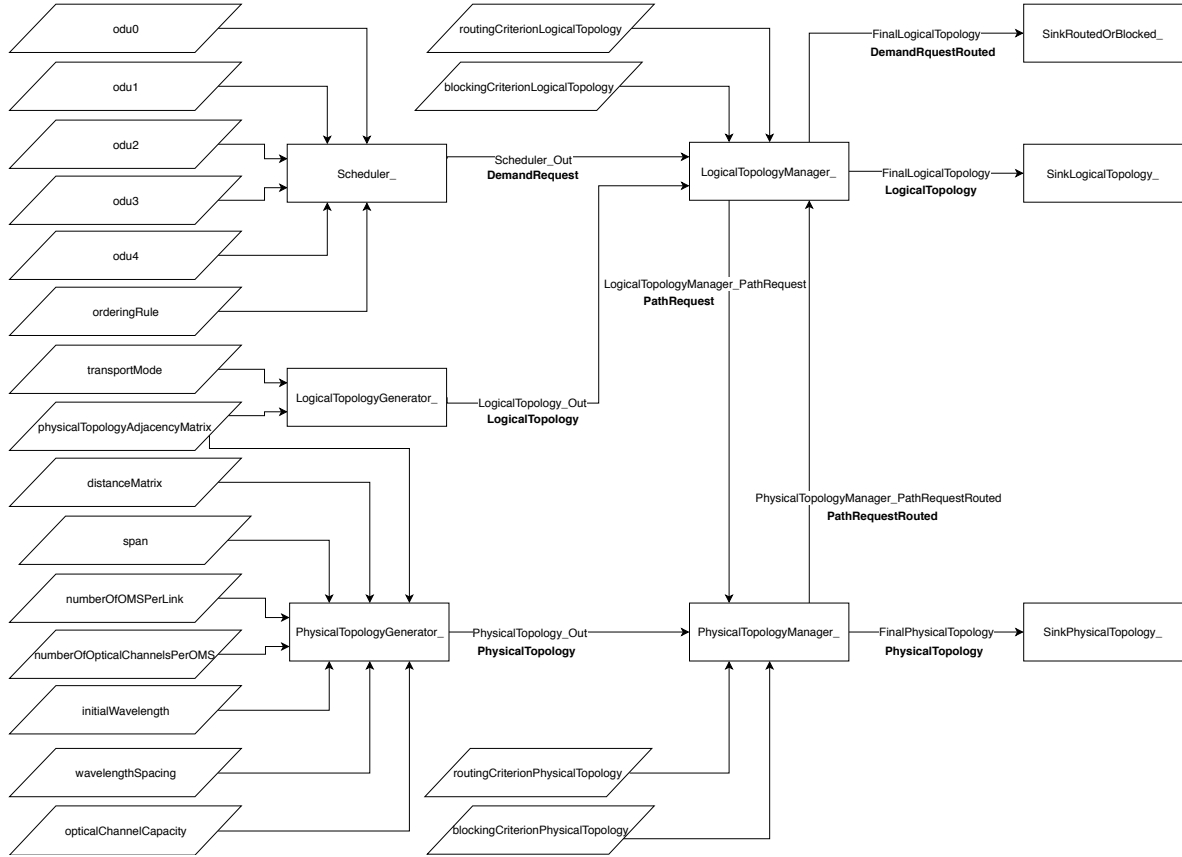 odu0
routingCriterionLogicalTopology
FinalLogicalTopology
DemandRquestRouted
SinkRoutedOrBlocked_
odu1
blockingCriterionLogicalTopology
odu2
Scheduler_
Scheduler_Out
DemandRequest
LogicalTopologyManager_
FinalLogicalTopology
LogicalTopology
SinkLogicalTopology_
odu3
odu4
LogicalTopologyManager_PathRequest
PathRequest
orderingRule
transportMode
LogicalTopologyGenerator_
LogicalTopology_Out
LogicalTopology
physicalTopologyAdjacencyMatrix
distanceMatrix
PhysicalTopologyManager_PathRequestRouted
PathRequestRouted
span
numberOfOMSPerLink
PhysicalTopologyGenerator_
PhysicalTopology_Out
PhysicalTopology
PhysicalTopologyManager_
FinalPhysicalTopology
PhysicalTopology
SinkPhysicalTopology_
numberOfOpticalChannelsPerOMS
initialWavelength
wavelengthSpacing
routingCriterionPhysicalTopology
opticalChannelCapacity
blockingCriterionPhysicalTopology